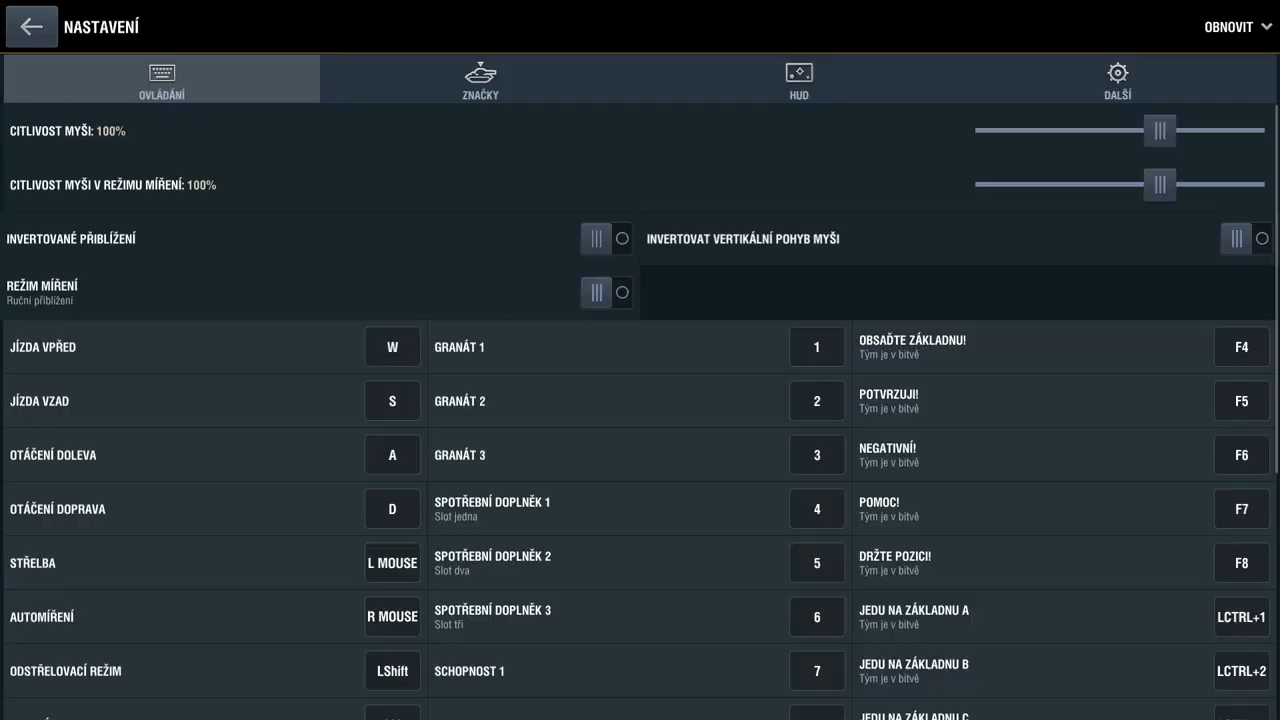 NASTAVENÍ
OBNOVIT
OVLÁDÁNÍ
ZNAČKY
HUD
DALŠÍ
CITLIVOST MYŠI: 100%
CITLIVOST MYŠI V REŽIMU MÍŘENÍ: 100%
INVERTOVANÉ PŘIBLÍŽENÍ
INVERTOVAT VERTIKÁLNÍ POHYB MYŠI
REŽIM MÍŘENÍ
Ruční přiblížení
JÍZDA VPŘED
W
GRANÁT 1
1
OBSAĎTE ZÁKLADNU!
Tým je v bitvě
F4
JÍZDA VZAD
S
GRANÁT 2
2
POTVRZUJI!
Tým je v bitvě
F5
OTÁČENÍ DOLEVA
A
GRANÁT 3
3
NEGATIVNÍ!
Tým je v bitvě
F6
OTÁČENÍ DOPRAVA
D
SPOTŘEBNÍ DOPLNĚK 1
Slot jedna
4
POMOC!
Tým je v bitvě
F7
STŘELBA
L MOUSE
SPOTŘEBNÍ DOPLNĚK 2
Slot dva
5
DRŽTE POZICI!
Tým je v bitvě
F8
AUTOMÍŘENÍ
R MOUSE
SPOTŘEBNÍ DOPLNĚK 3
Slot tři
6
JEDU NA ZÁKLADNU A
Tým je v bitvě
LCTRL+1
ODSTŘELOVACÍ REŽIM
LShift
SCHOPNOST 1
7
JEDU NA ZÁKLADNU B
Tým je v bitvě
LCTRL+2
JEDU NA ZÁKLADNU C